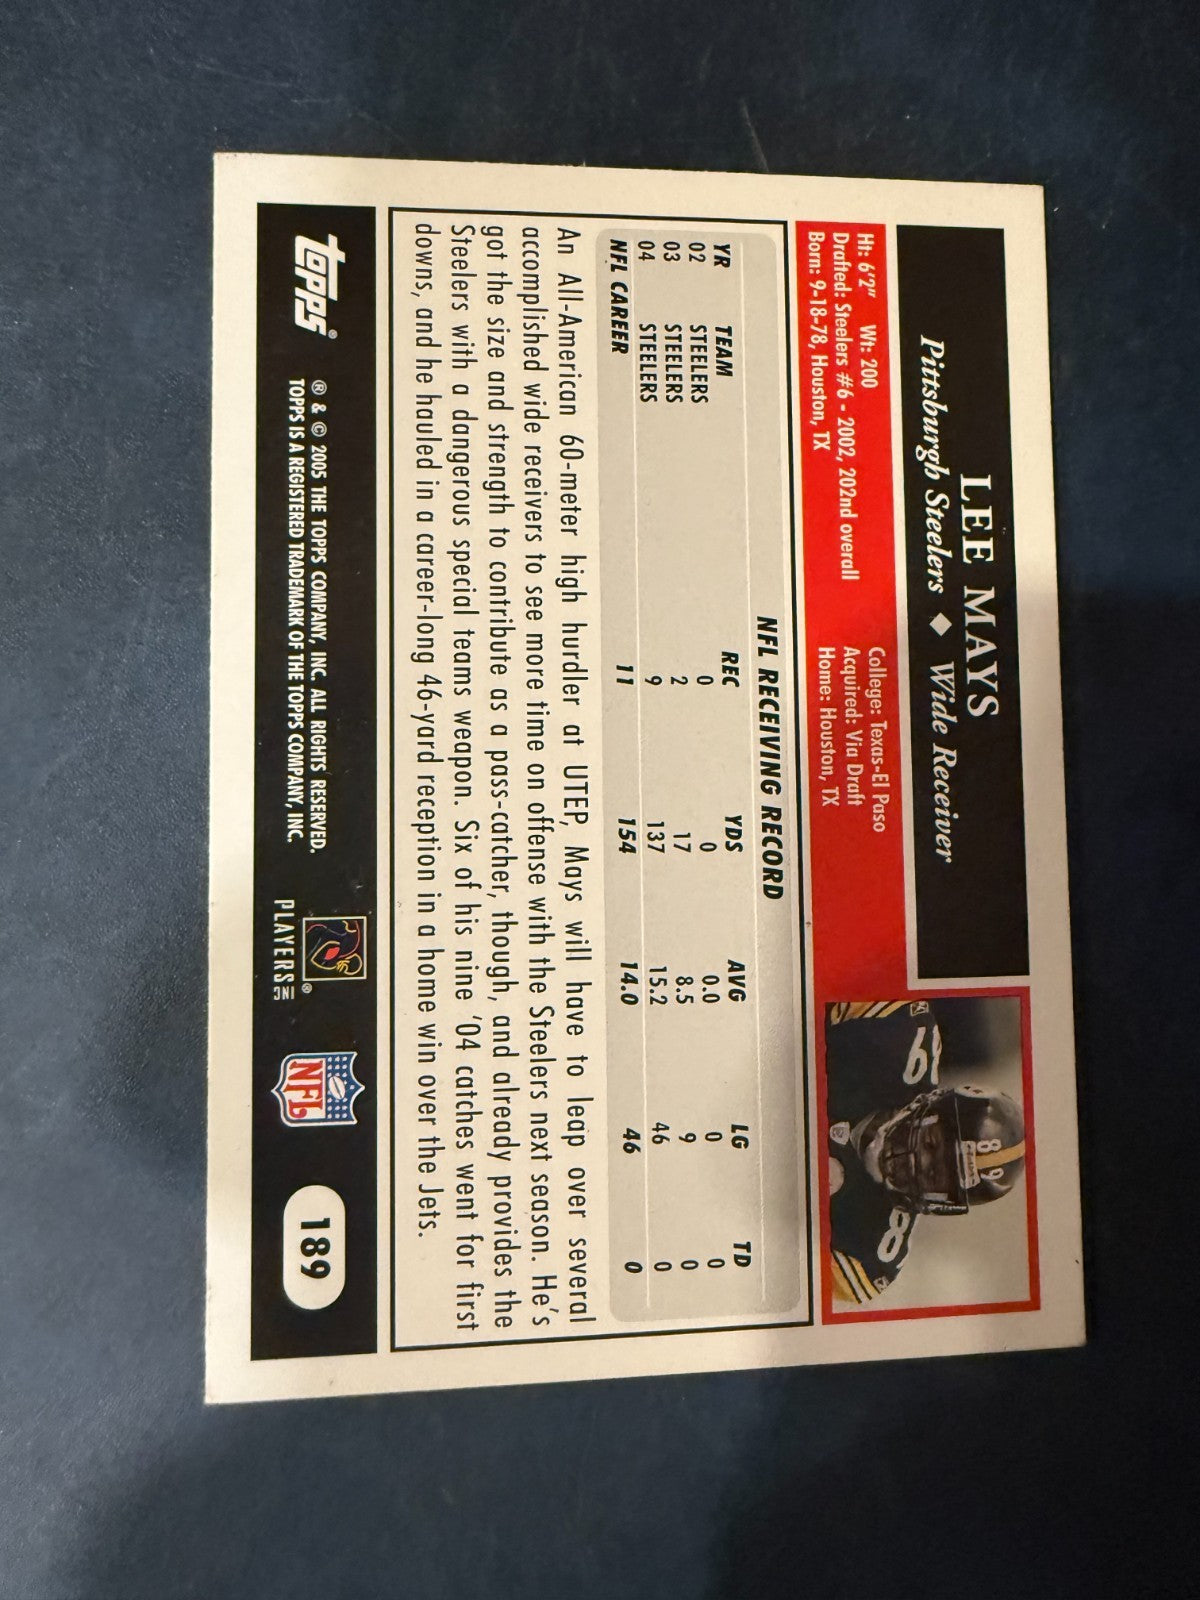 LEE MAYS
Pittsburgh Steelers ◆ Wide Receiver
Ht: 6'2" Wt: 200 College: Texas-El Paso
Drafted: Steelers #6 - 2002, 202nd overall Acquired: Via Draft
Born: 9-18-78, Houston, TX Home: Houston, TX
89
NFL RECEIVING RECORD
YR TEAM REC YDS AVG LG TD
02 STEELERS 0 0 0.0 0 0
03 STEELERS 2 17 8.5 9 0
04 STEELERS 9 137 15.2 46 0
NFL CAREER 11 154 14.0 46 0
An All-American 60-meter high hurdler at UTEP, Mays will have to leap over several
accomplished wide receivers to see more time on offense with the Steelers next season. He's
got the size and strength to contribute as a pass-catcher, though, and already provides the
Steelers with a dangerous special teams weapon. Six of his nine '04 catches went for first
downs, and he hauled in a career-long 46-yard reception in a home win over the Jets.
topps®
® & © 2005 THE TOPPS COMPANY, INC. ALL RIGHTS RESERVED.
TOPPS IS A REGISTERED TRADEMARK OF THE TOPPS COMPANY, INC.
PLAYERS INC ®
NFL
189